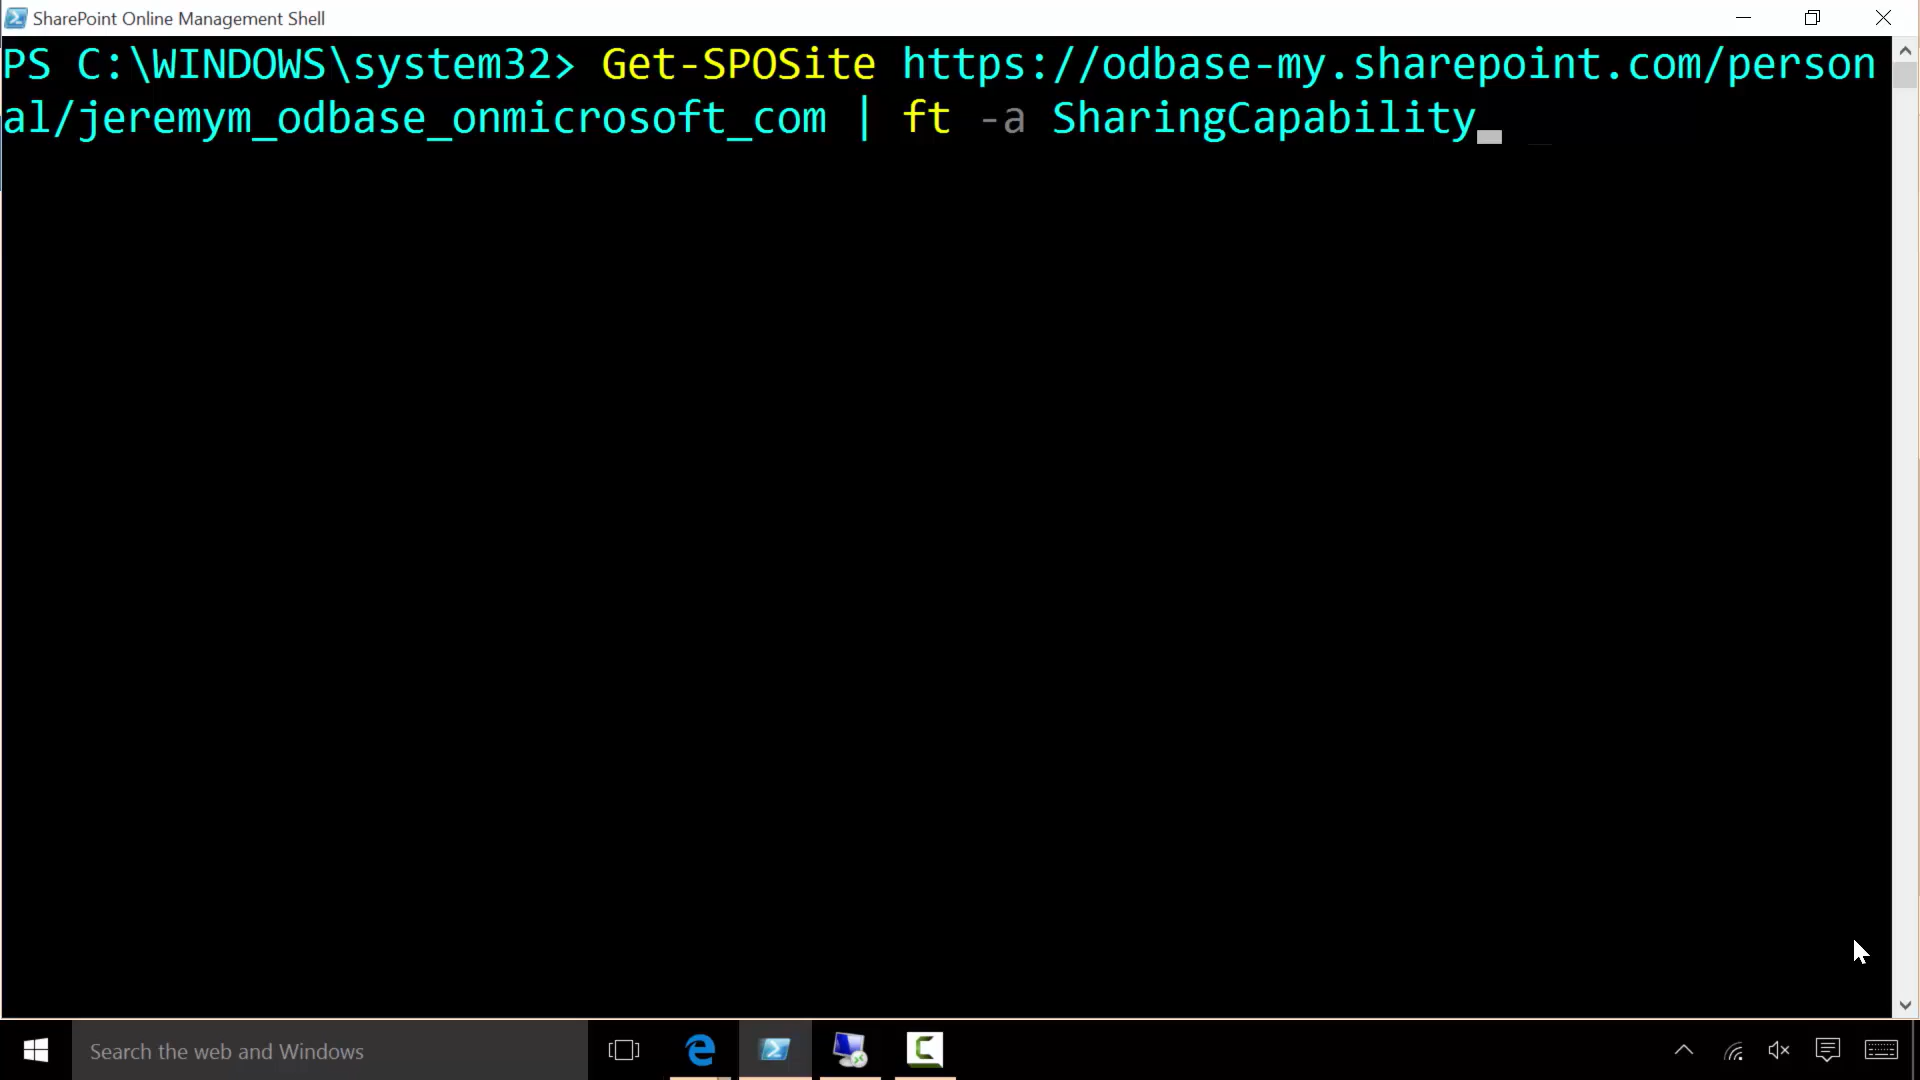 SharePoint Online Management Shell
PS C:\WINDOWS\system32> Get-SPOSite https://odbase-my.sharepoint.com/person
al/jeremym_odbase_onmicrosoft_com | ft -a SharingCapability
Search the web and Windows